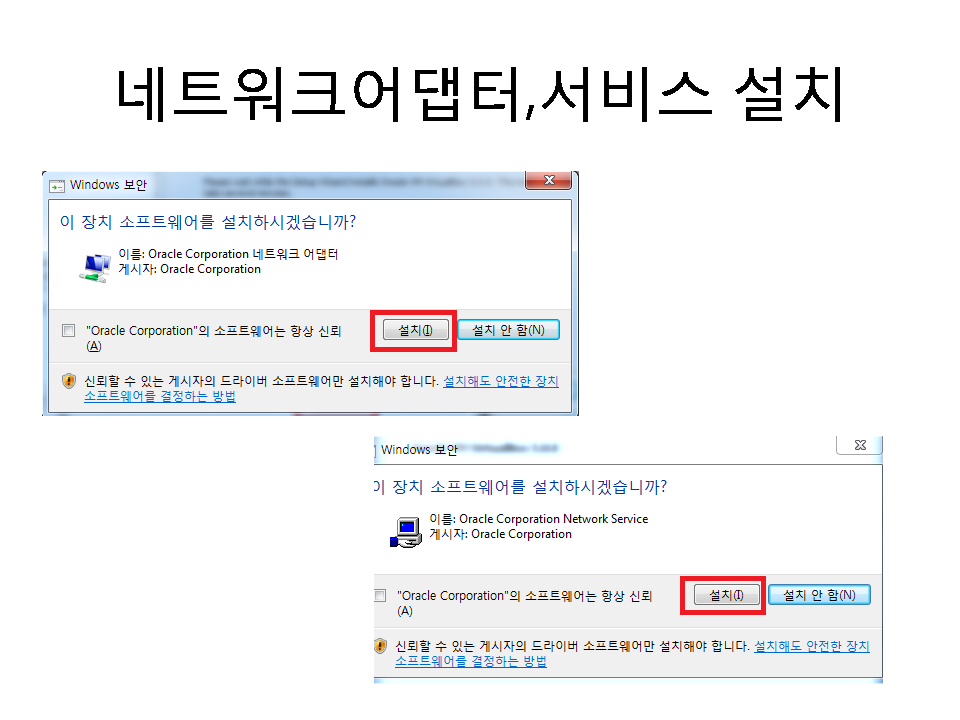 네트워크어댑터,서비스 설치
Windows 보안
이 장치 소프트웨어를 설치하시겠습니까?
이름: Oracle Corporation 네트워크 어댑터
게시자: Oracle Corporation
"Oracle Corporation"의 소프트웨어는 항상 신뢰
(A)
설치(I)
설치 안 함(N)
신뢰할 수 있는 게시자의 드라이버 소프트웨어만 설치해야 합니다. 설치해도 안전한 장치
소프트웨어를 결정하는 방법
Windows 보안
이 장치 소프트웨어를 설치하시겠습니까?
이름: Oracle Corporation Network Service
게시자: Oracle Corporation
"Oracle Corporation"의 소프트웨어는 항상 신뢰
(A)
설치(I)
설치 안 함(N)
신뢰할 수 있는 게시자의 드라이버 소프트웨어만 설치해야 합니다. 설치해도 안전한 장치
소프트웨어를 결정하는 방법